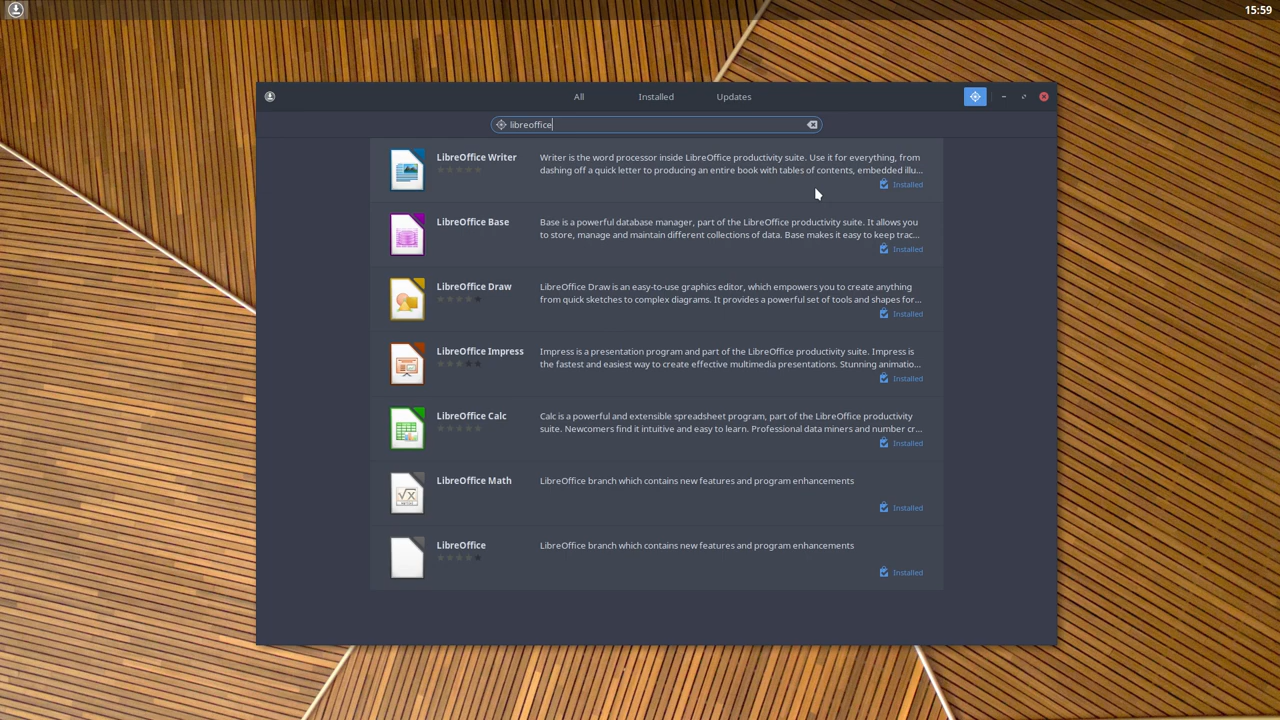 15:59
All Installed Updates
libreoffice
LibreOffice Writer
Writer is the word processor inside LibreOffice productivity suite. Use it for everything, from
dashing off a quick letter to producing an entire book with tables of contents, embedded illu...
Installed
LibreOffice Base
Base is a powerful database manager, part of the LibreOffice productivity suite. It allows you
to store, manage and maintain different collections of data. Base makes it easy to keep trac...
Installed
LibreOffice Draw
LibreOffice Draw is an easy-to-use graphics editor, which empowers you to create anything
from quick sketches to complex diagrams. It provides a powerful set of tools and shapes for...
Installed
LibreOffice Impress
Impress is a presentation program and part of the LibreOffice productivity suite. Impress is
the fastest and easiest way to create effective multimedia presentations. Stunning animatio...
Installed
LibreOffice Calc
Calc is a powerful and extensible spreadsheet program, part of the LibreOffice productivity
suite. Newcomers find it intuitive and easy to learn. Professional data miners and number cr...
Installed
LibreOffice Math
LibreOffice branch which contains new features and program enhancements
Installed
LibreOffice
LibreOffice branch which contains new features and program enhancements
Installed